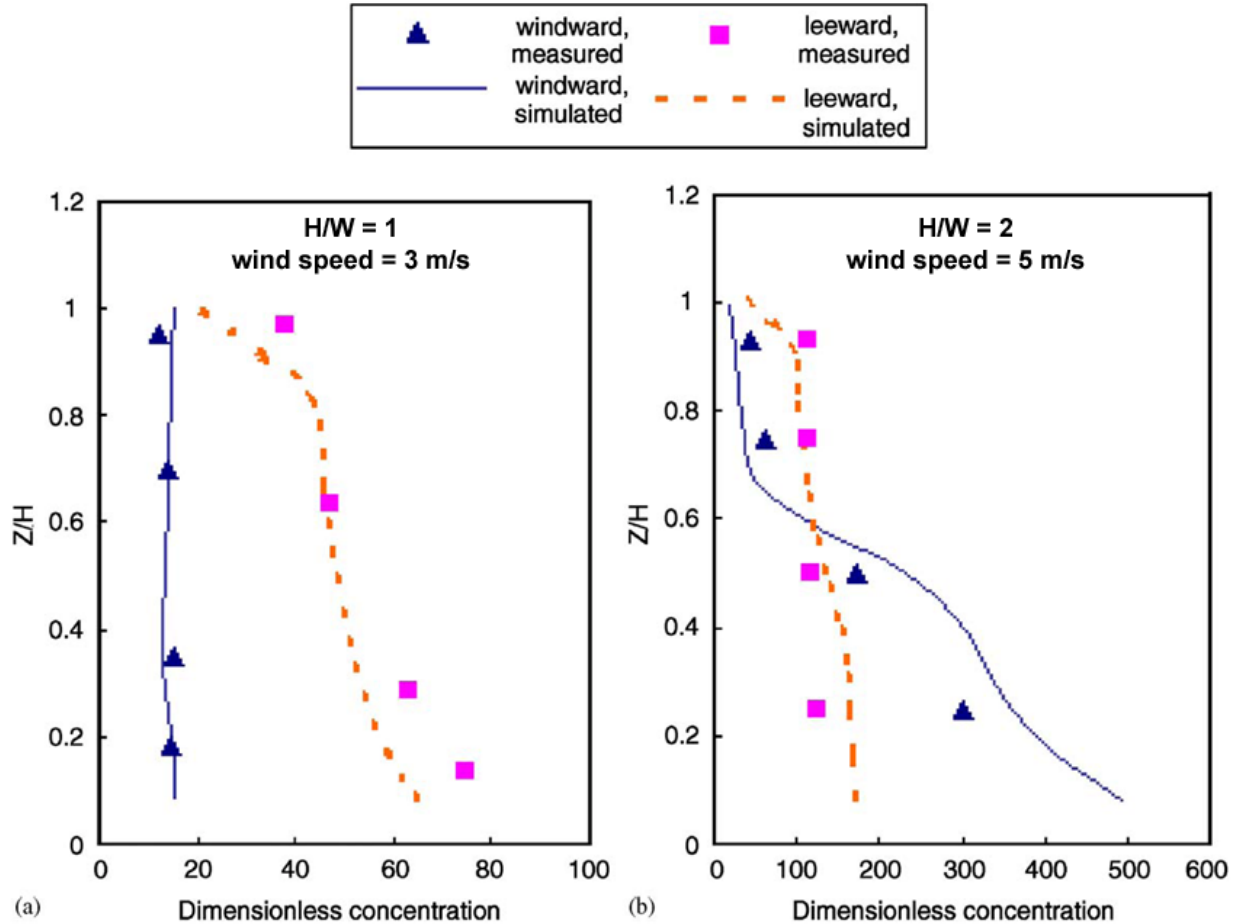 windward,
measured
leeward,
measured
windward,
simulated
leeward,
simulated
1.2
1
0.8
0.6
0.4
0.2
0
Z/H
H/W = 1
wind speed = 3 m/s
0 20 40 60 80 100
(a) Dimensionless concentration
1.2
1
0.8
0.6
0.4
0.2
0
Z/H
H/W = 2
wind speed = 5 m/s
0 100 200 300 400 500 600
(b) Dimensionless concentration